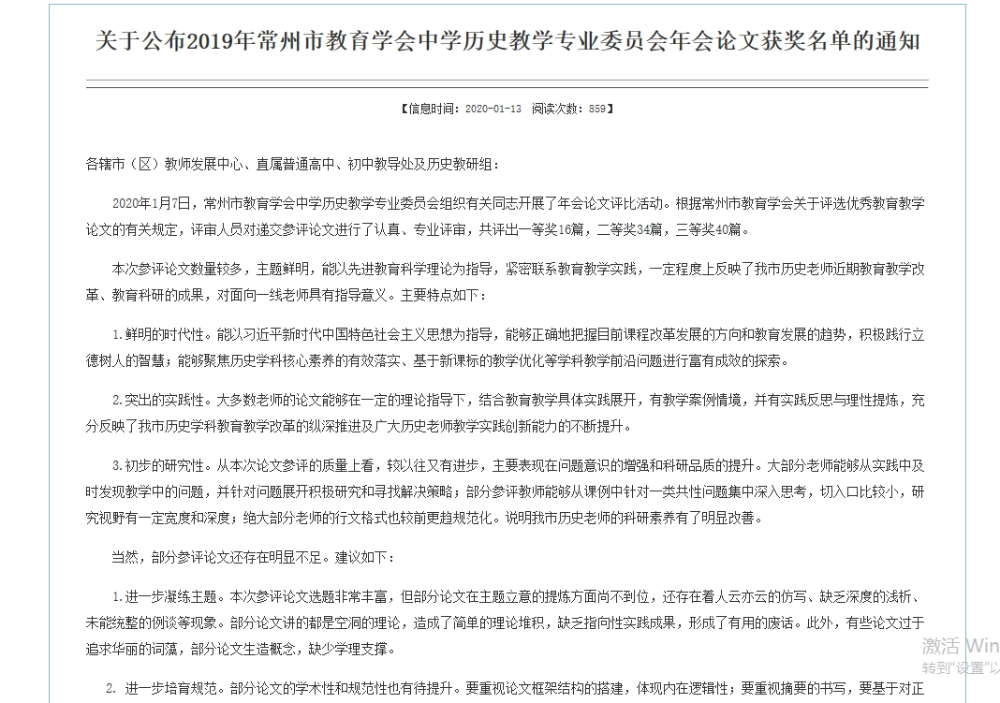 关于公布2019年常州市教育学会中学历史教学专业委员会年会论文获奖名单的通知
【信息时间：2020-01-13 阅读次数：859】
各辖市（区）教师发展中心、直属普通高中、初中教导处及历史教研组：
2020年1月7日，常州市教育学会中学历史教学专业委员会组织有关同志开展了年会论文评比活动。根据常州市教育学会关于评选优秀教育教学
论文的有关规定，评审人员对递交参评论文进行了认真、专业评审，共评出一等奖16篇，二等奖34篇，三等奖40篇。
本次参评论文数量较多，主题鲜明，能以先进教育科学理论为指导，紧密联系教育教学实践，一定程度上反映了我市历史老师近期教育教学改
革、教育科研的成果，对面向一线老师具有指导意义。主要特点如下：
1.鲜明的时代性。能以习近平新时代中国特色社会主义思想为指导，能够正确地把握目前课程改革发展的方向和教育发展的趋势，积极践行立
德树人的智慧；能够聚焦历史学科核心素养的有效落实、基于新课标的教学优化等学科教学前沿问题进行富有成效的探索。
2.突出的实践性。大多数老师的论文能够在一定的理论指导下，结合教育教学具体实践展开，有教学案例情境，并有实践反思与理性提炼，充
分反映了我市历史学科教育教学改革的纵深推进及广大历史老师教学实践创新能力的不断提升。
3.初步的研究性。从本次论文参评的质量上看，较以往又有进步，主要表现在问题意识的增强和科研品质的提升。大部分老师能够从实践中及
时发现教学中的问题，并针对问题展开积极研究和寻找解决策略；部分参评教师能够从课例中针对一类共性问题集中深入思考，切入口比较小，研
究视野有一定宽度和深度；绝大部分老师的行文格式也较前更趋规范化。说明我市历史老师的科研素养有了明显改善。
当然，部分参评论文还存在明显不足。建议如下：
1.进一步凝练主题。本次参评论文选题非常丰富，但部分论文在主题立意的提炼方面尚不到位，还存在着人云亦云的仿写、缺乏深度的浅析、
未能统整的例谈等现象。部分论文讲的都是空洞的理论，造成了简单的理论堆积，缺乏指向性实践成果，形成了有用的废话。此外，有些论文过于
追求华丽的词藻，部分论文生造概念，缺少学理支撑。
2. 进一步培育规范。部分论文的学术性和规范性也有待提升。要重视论文框架结构的搭建，体现内在逻辑性；要重视摘要的书写，要基于对正
激活 Win
转到"设置"以